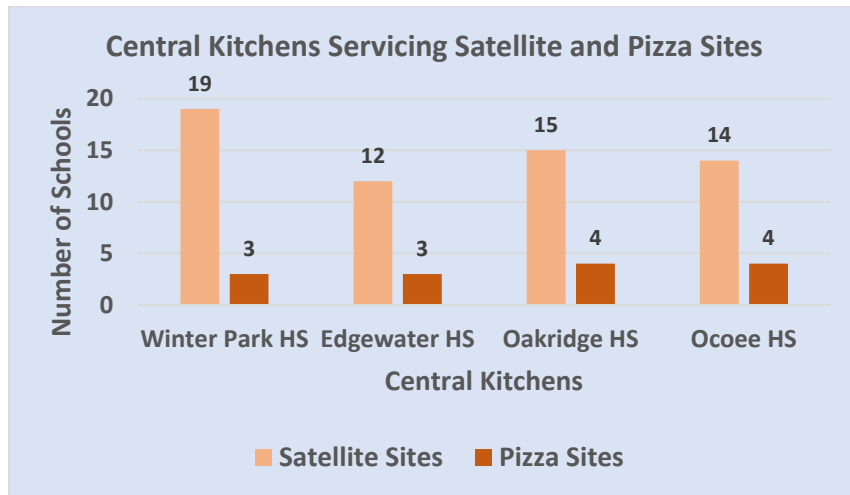 Central Kitchens Servicing Satellite and Pizza Sites
Number of Schools
20
15
10
5
0
19
3
12
3
15
4
14
4
Winter Park HS
Edgewater HS
Oakridge HS
Ocoee HS
Central Kitchens
Satellite Sites
Pizza Sites